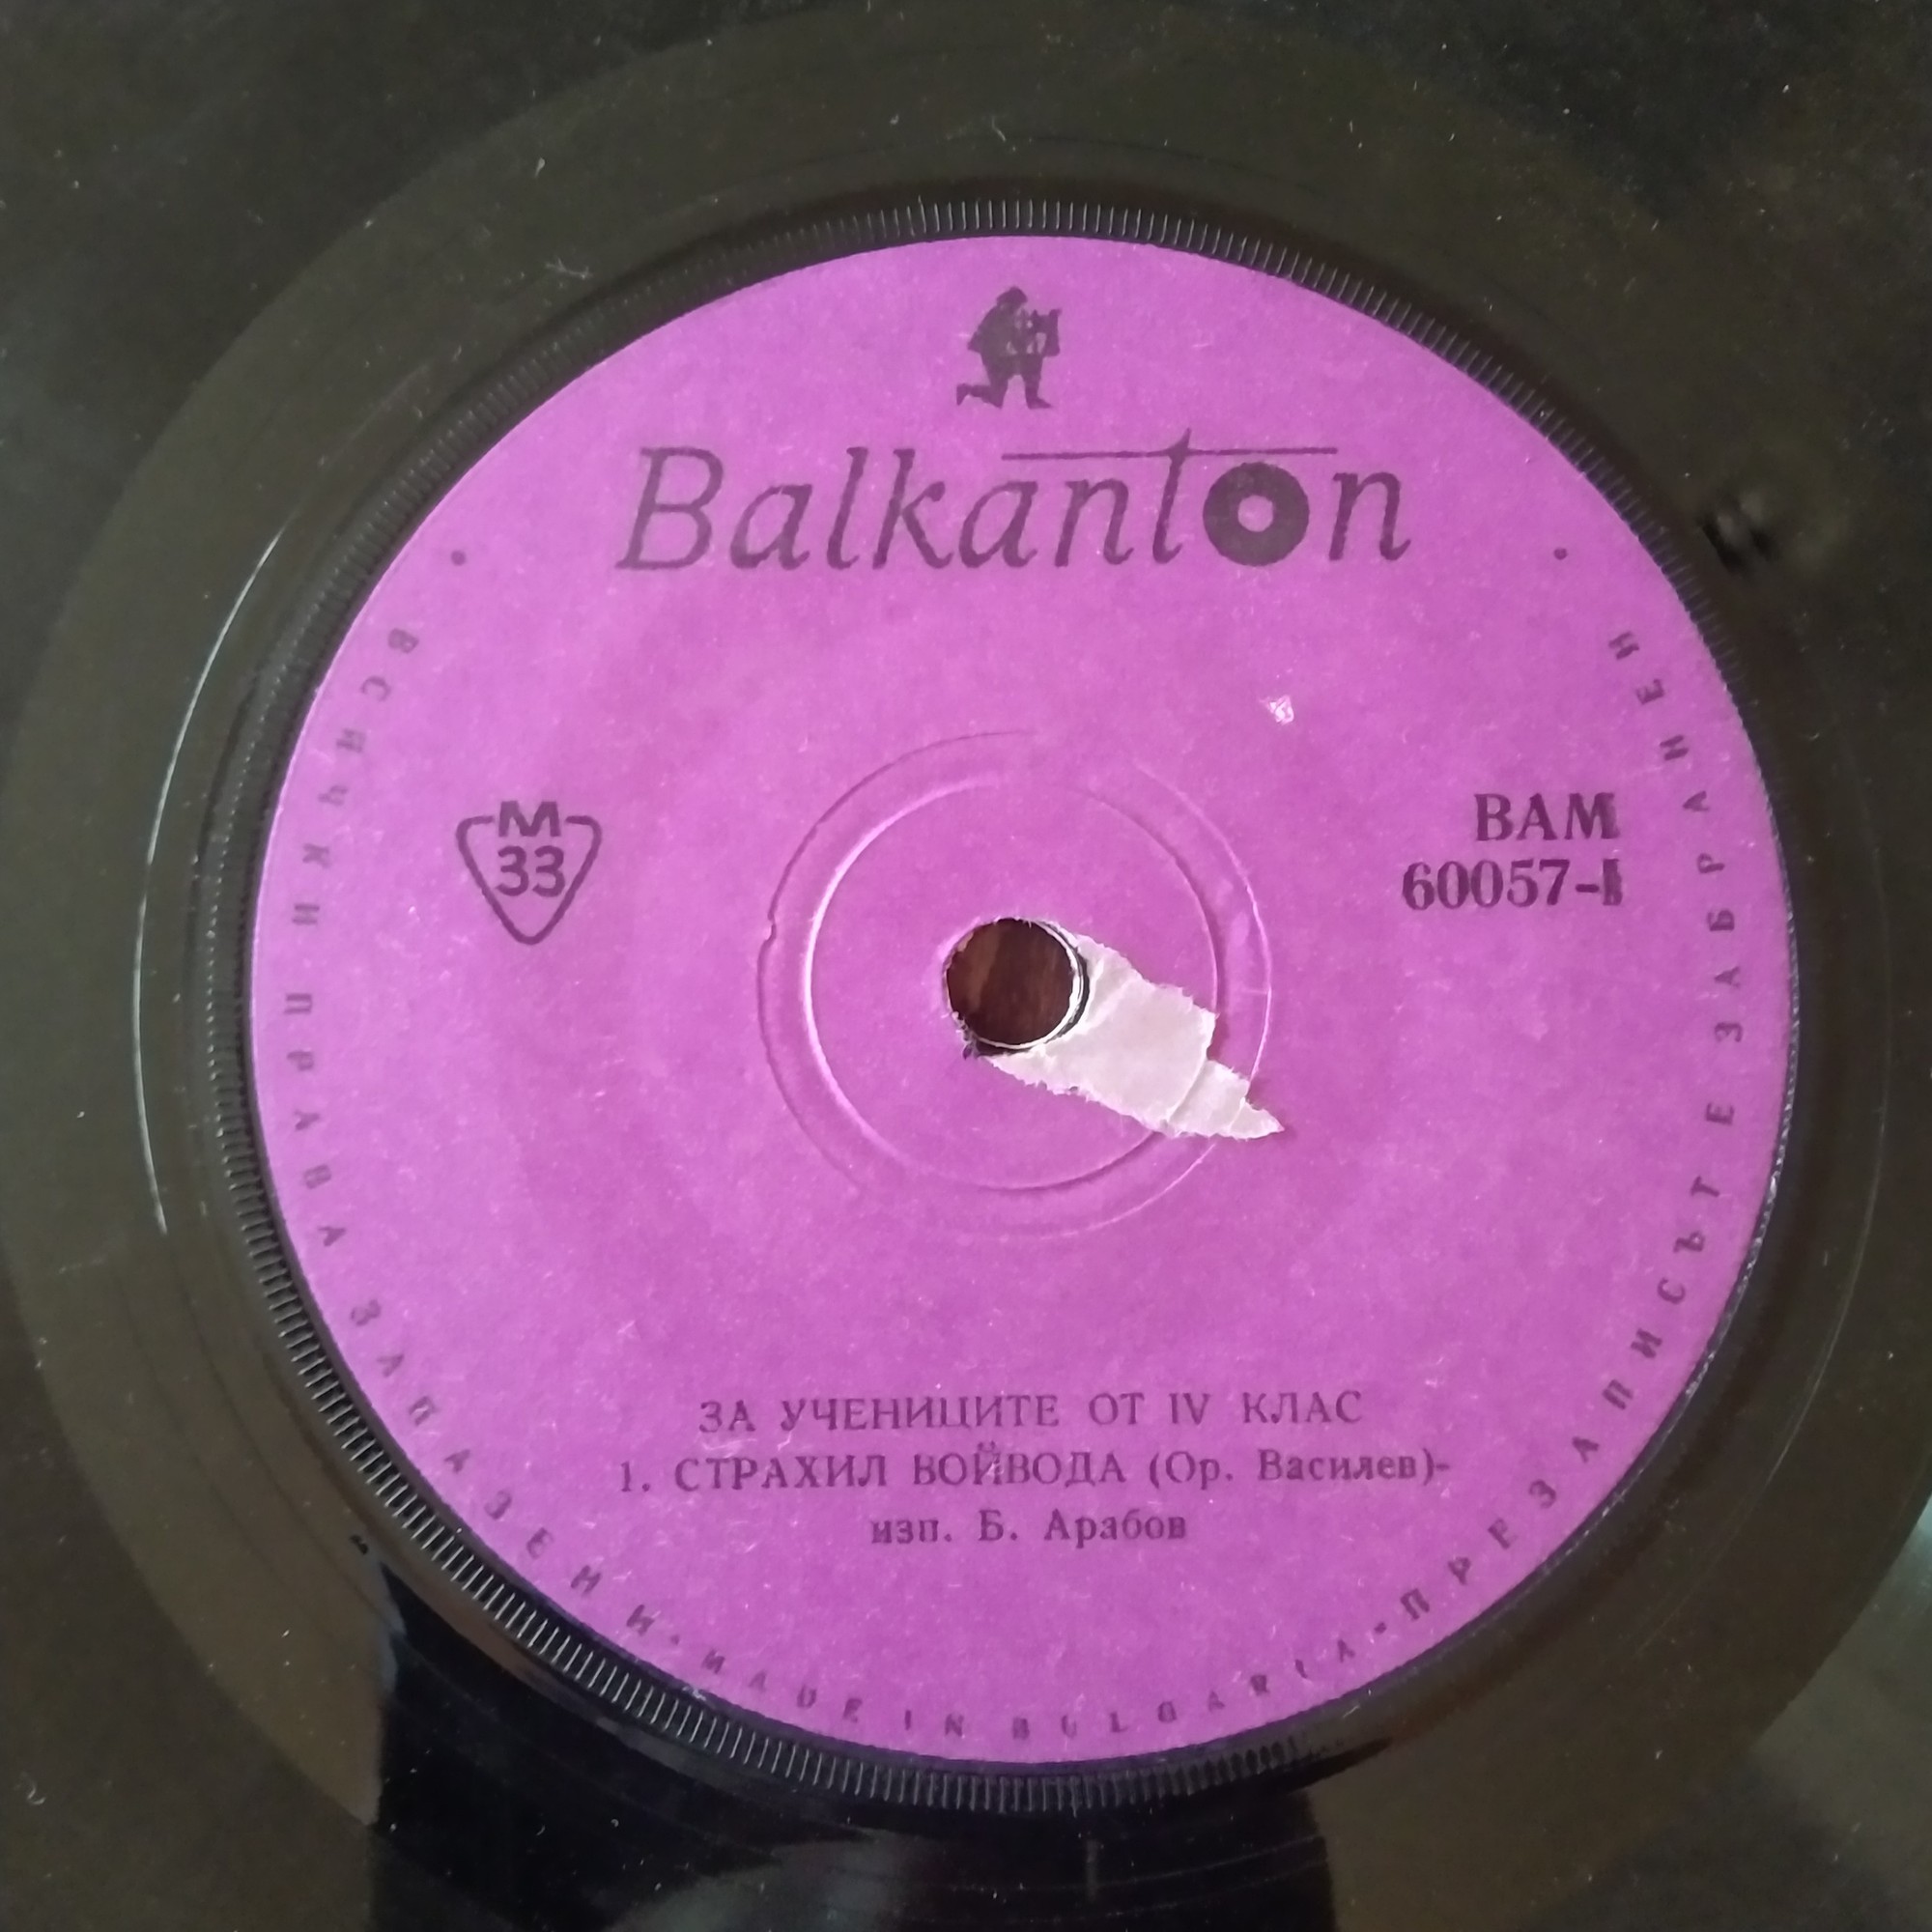 Balkanton
M
33
ВАМ
60057-I
ЗА УЧЕНИЦИТЕ ОТ IV КЛАС
1. СТРАХИЛ ВОЙВОДА (Ор. Василев)-
изп. Б. Арабов
• ВСИЧКИ ПРАВА ЗАПАЗЕНИ • MADE IN BULGARIA • ПРЕЗАПИСЪТ Е ЗАБРАНЕН •